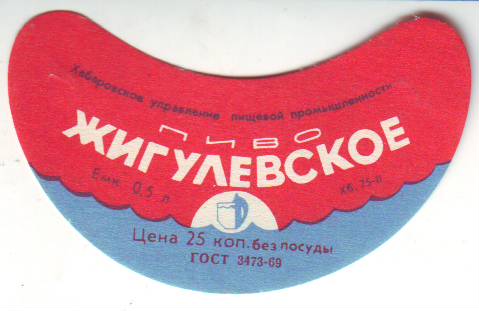 Хабаровское управление пищевой промышленности
ПИВО
ЖИГУЛЕВСКОЕ
Емк. 0,5 л
Хб. 75-II
Цена 25 коп. без посуды
ГОСТ 3473-69